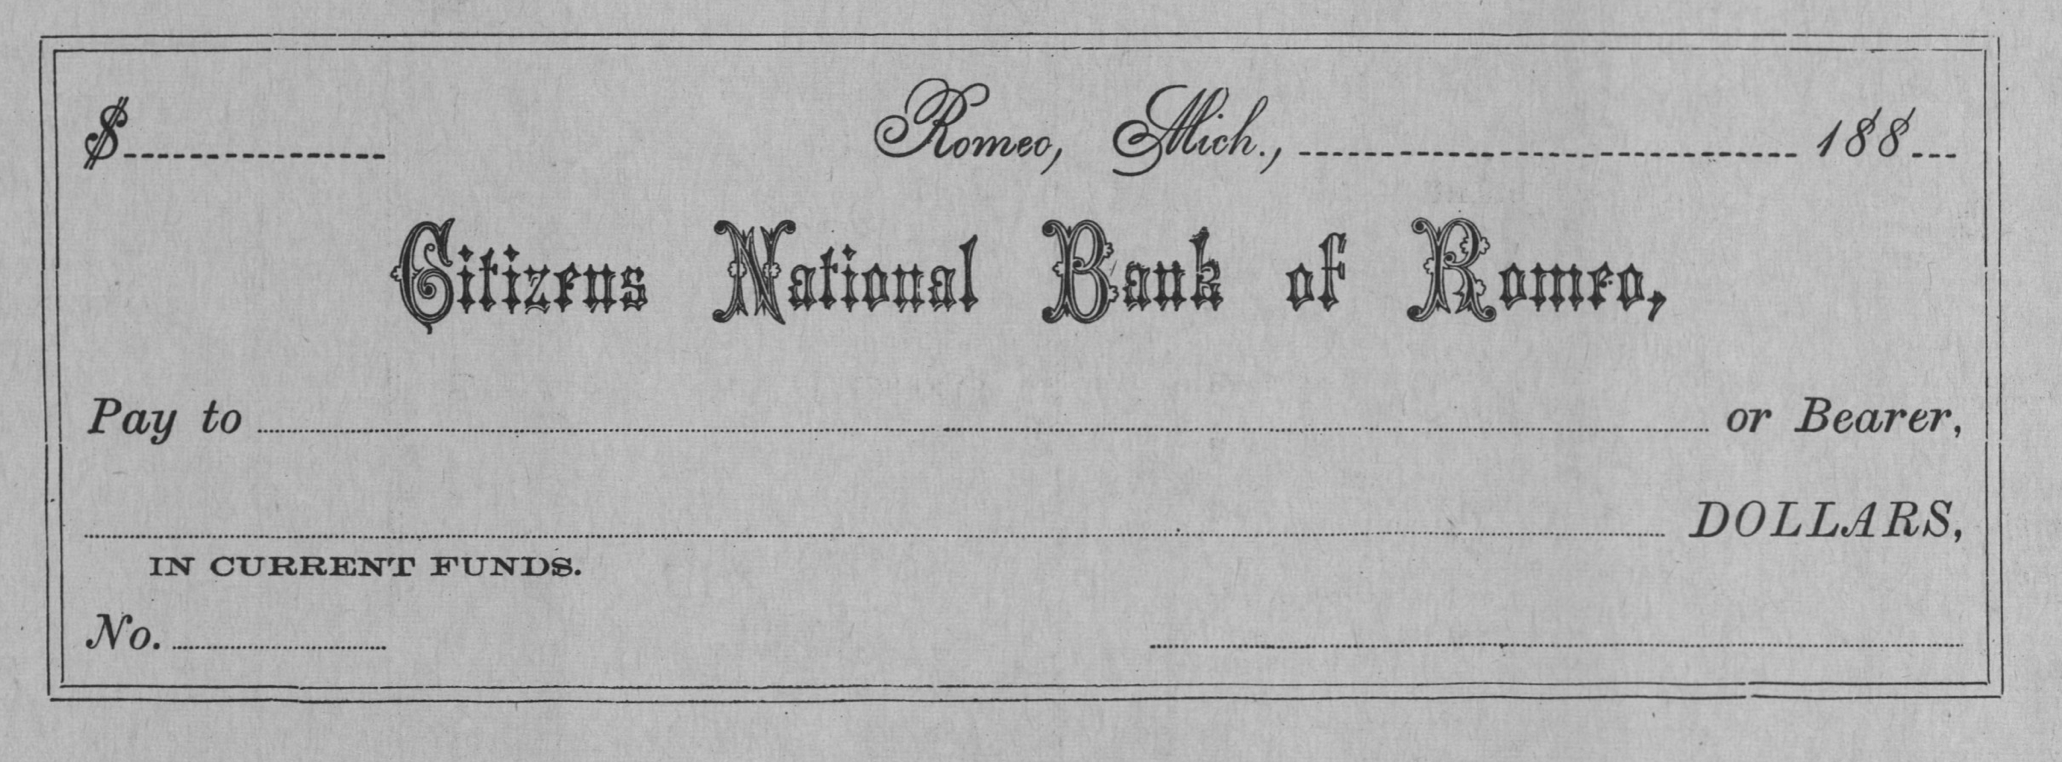 $ Romeo, Mich., 188
Citizens National Bank of Romeo,
Pay to or Bearer,
DOLLARS,
IN CURRENT FUNDS.
No.